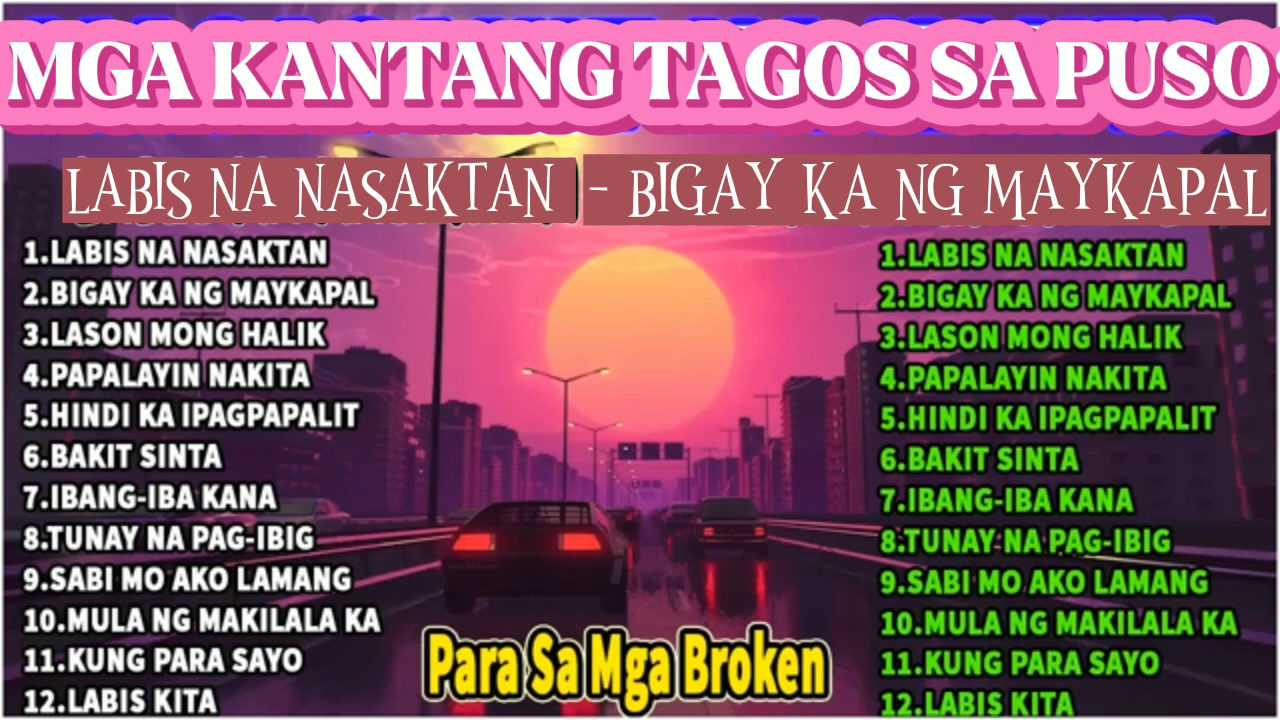 MGA KANTANG TAGOS SA PUSO
LABIS NA NASAKTAN - BIGAY KA NG MAYKAPAL
1.LABIS NA NASAKTAN
2.BIGAY KA NG MAYKAPAL
3.LASON MONG HALIK
4.PAPALAYIN NAKITA
5.HINDI KA IPAGPAPALIT
6.BAKIT SINTA
7.IBANG-IBA KANA
8.TUNAY NA PAG-IBIG
9.SABI MO AKO LAMANG
10.MULA NG MAKILALA KA
11.KUNG PARA SAYO
12.LABIS KITA
1.LABIS NA NASAKTAN
2.BIGAY KA NG MAYKAPAL
3.LASON MONG HALIK
4.PAPALAYIN NAKITA
5.HINDI KA IPAGPAPALIT
6.BAKIT SINTA
7.IBANG-IBA KANA
8.TUNAY NA PAG-IBIG
9.SABI MO AKO LAMANG
10.MULA NG MAKILALA KA
11.KUNG PARA SAYO
12.LABIS KITA
Para Sa Mga Broken